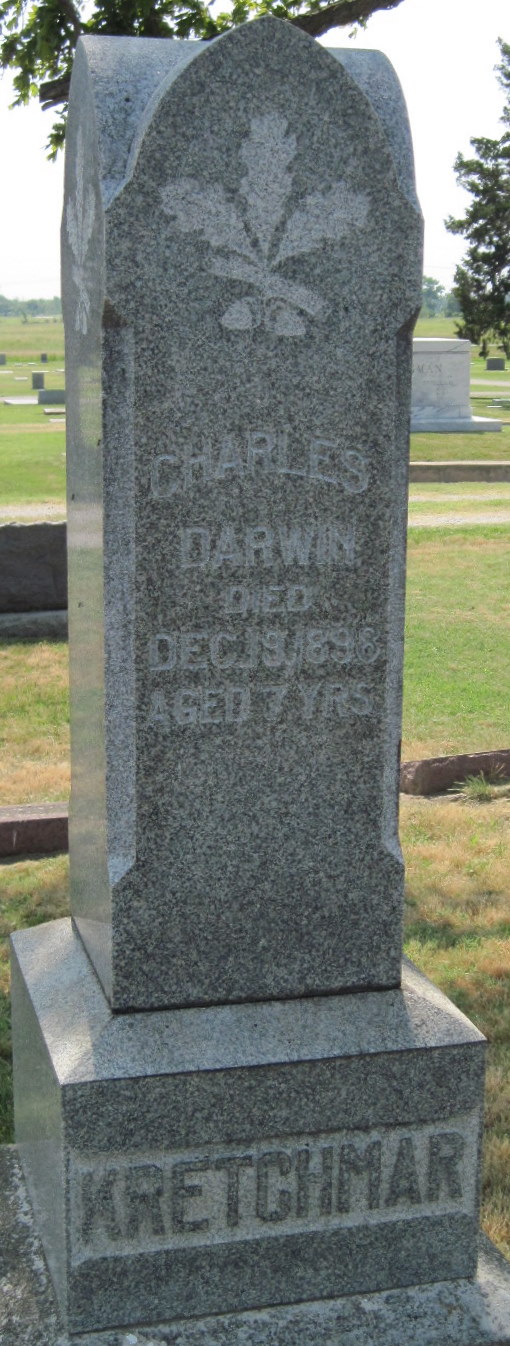 CHARLES
DARWIN
DIED
DEC. 19, 1896
AGED 7 YRS.
KRETCHMAR